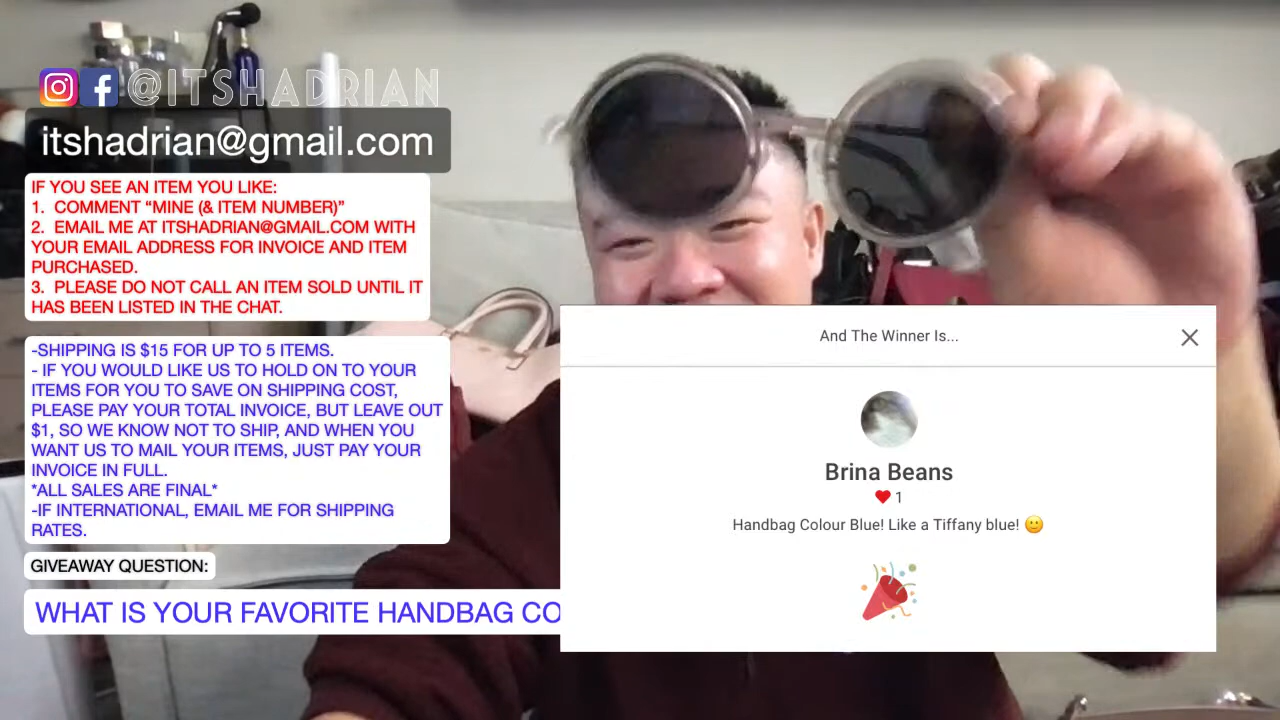 @ITSHADRIAN
itshadrian@gmail.com
IF YOU SEE AN ITEM YOU LIKE:
1. COMMENT “MINE (& ITEM NUMBER)”
2. EMAIL ME AT ITSHADRIAN@GMAIL.COM WITH
YOUR EMAIL ADDRESS FOR INVOICE AND ITEM
PURCHASED.
3. PLEASE DO NOT CALL AN ITEM SOLD UNTIL IT
HAS BEEN LISTED IN THE CHAT.
-SHIPPING IS $15 FOR UP TO 5 ITEMS.
- IF YOU WOULD LIKE US TO HOLD ON TO YOUR
ITEMS FOR YOU TO SAVE ON SHIPPING COST,
PLEASE PAY YOUR TOTAL INVOICE, BUT LEAVE OUT
$1, SO WE KNOW NOT TO SHIP, AND WHEN YOU
WANT US TO MAIL YOUR ITEMS, JUST PAY YOUR
INVOICE IN FULL.
*ALL SALES ARE FINAL*
-IF INTERNATIONAL, EMAIL ME FOR SHIPPING
RATES.
GIVEAWAY QUESTION:
WHAT IS YOUR FAVORITE HANDBAG CO
And The Winner Is...
Brina Beans
1
Handbag Colour Blue! Like a Tiffany blue! 🙂